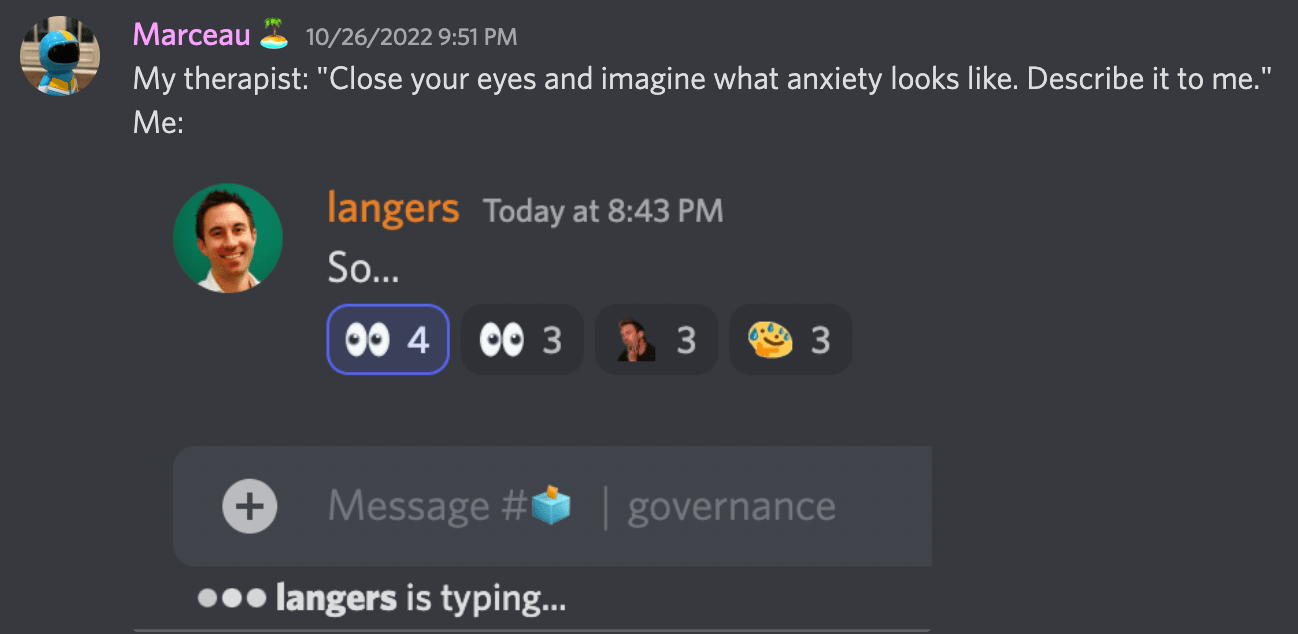 Marceau 🏝️ 10/26/2022 9:51 PM
My therapist: "Close your eyes and imagine what anxiety looks like. Describe it to me."
Me:
langers Today at 8:43 PM
So...
👀 4 👀 3 3 3
Message #🗳️ | governance
langers is typing...